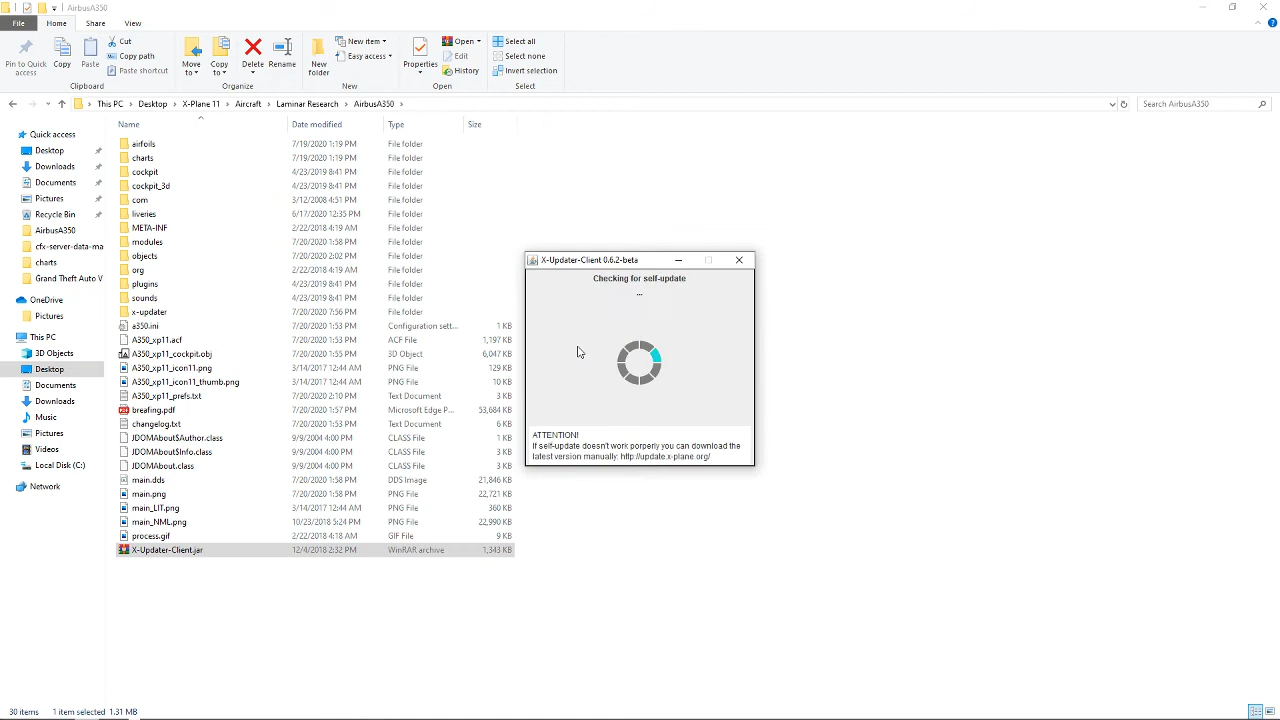 AirbusA350
File
Home
Share
View
Pin to Quick access
Copy
Paste
Cut
Copy path
Paste shortcut
Clipboard
Move to
Copy to
Delete
Rename
Organize
New folder
New item
Easy access
New
Properties
Open
Edit
History
Open
Select all
Select none
Invert selection
Select
This PC > Desktop > X-Plane 11 > Aircraft > Laminar Research > AirbusA350 >
Search AirbusA350
Quick access
Desktop
Downloads
Documents
Pictures
Recycle Bin
AirbusA350
cfx-server-data-ma
charts
Grand Theft Auto V
OneDrive
Pictures
This PC
3D Objects
Desktop
Documents
Downloads
Music
Pictures
Videos
Local Disk (C:)
Network
Name Date modified Type Size
airfoils 7/19/2020 1:19 PM File folder
charts 7/19/2020 1:19 PM File folder
cockpit 4/23/2019 8:41 PM File folder
cockpit_3d 4/23/2019 8:41 PM File folder
com 3/12/2008 4:51 PM File folder
liveries 6/17/2020 12:35 PM File folder
META-INF 2/22/2018 4:19 AM File folder
modules 7/20/2020 1:58 PM File folder
objects 7/20/2020 2:02 PM File folder
org 2/22/2018 4:19 AM File folder
plugins 4/23/2019 8:41 PM File folder
sounds 4/23/2019 8:41 PM File folder
x-updater 7/20/2020 7:56 PM File folder
a350.ini 7/20/2020 1:53 PM Configuration sett... 1 KB
A350_xp11.acf 7/20/2020 1:53 PM ACF File 1,197 KB
A350_xp11_cockpit.obj 7/20/2020 1:55 PM 3D Object 6,047 KB
A350_xp11_icon11.png 3/14/2017 12:44 AM PNG File 129 KB
A350_xp11_icon11_thumb.png 3/14/2017 12:44 AM PNG File 10 KB
A350_xp11_prefs.txt 7/20/2020 2:10 PM Text Document 2 KB
breafing.pdf 7/20/2020 1:57 PM Microsoft Edge P... 53,684 KB
changelog.txt 7/20/2020 1:57 PM Text Document 6 KB
JDOMAbout$Author.class 9/9/2004 4:00 PM CLASS File 1 KB
JDOMAbout$Info.class 9/9/2004 4:00 PM CLASS File 3 KB
JDOMAbout.class 9/9/2004 4:00 PM CLASS File 2 KB
main.dds 7/20/2020 1:58 PM DDS Image 21,846 KB
main.png 7/20/2020 1:58 PM PNG File 22,721 KB
main_LIT.png 3/14/2017 12:44 AM PNG File 360 KB
main_NML.png 10/23/2018 5:24 PM PNG File 22,990 KB
process.gif 2/22/2018 4:18 AM GIF File 9 KB
X-Updater-Client.jar 12/4/2018 2:32 PM WinRAR archive 1,343 KB
X-Updater-Client 0.6.2-beta
Checking for self-update
...
ATTENTION!
If self-update doesn't work porperly you can download the
latest version manually: http://update.x-plane.org/
30 items 1 item selected 1.31 MB